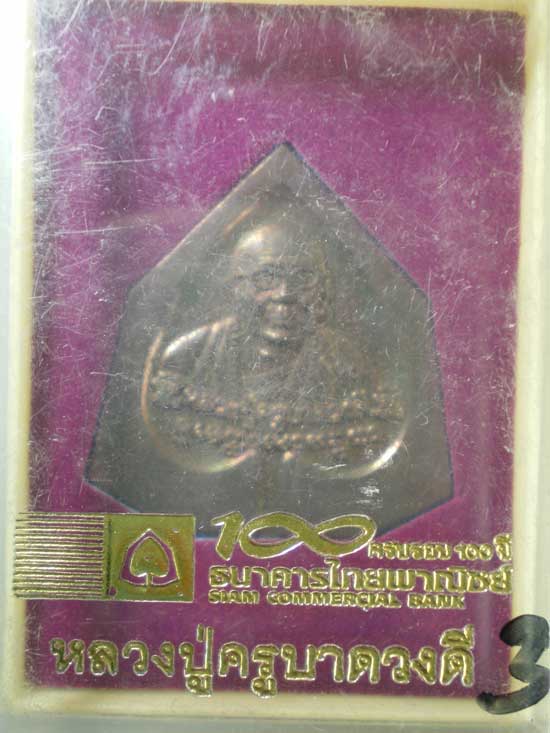 100 ครบรอบ 100 ปี
ธนาคารไทยพาณิชย์
SIAM COMMERCIAL BANK
หลวงปู่ครูบาดวงดี
3